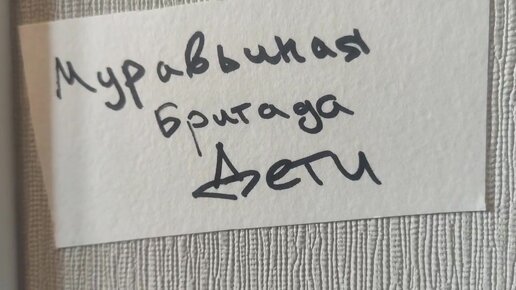 Муравьиная
Бригада
Дети